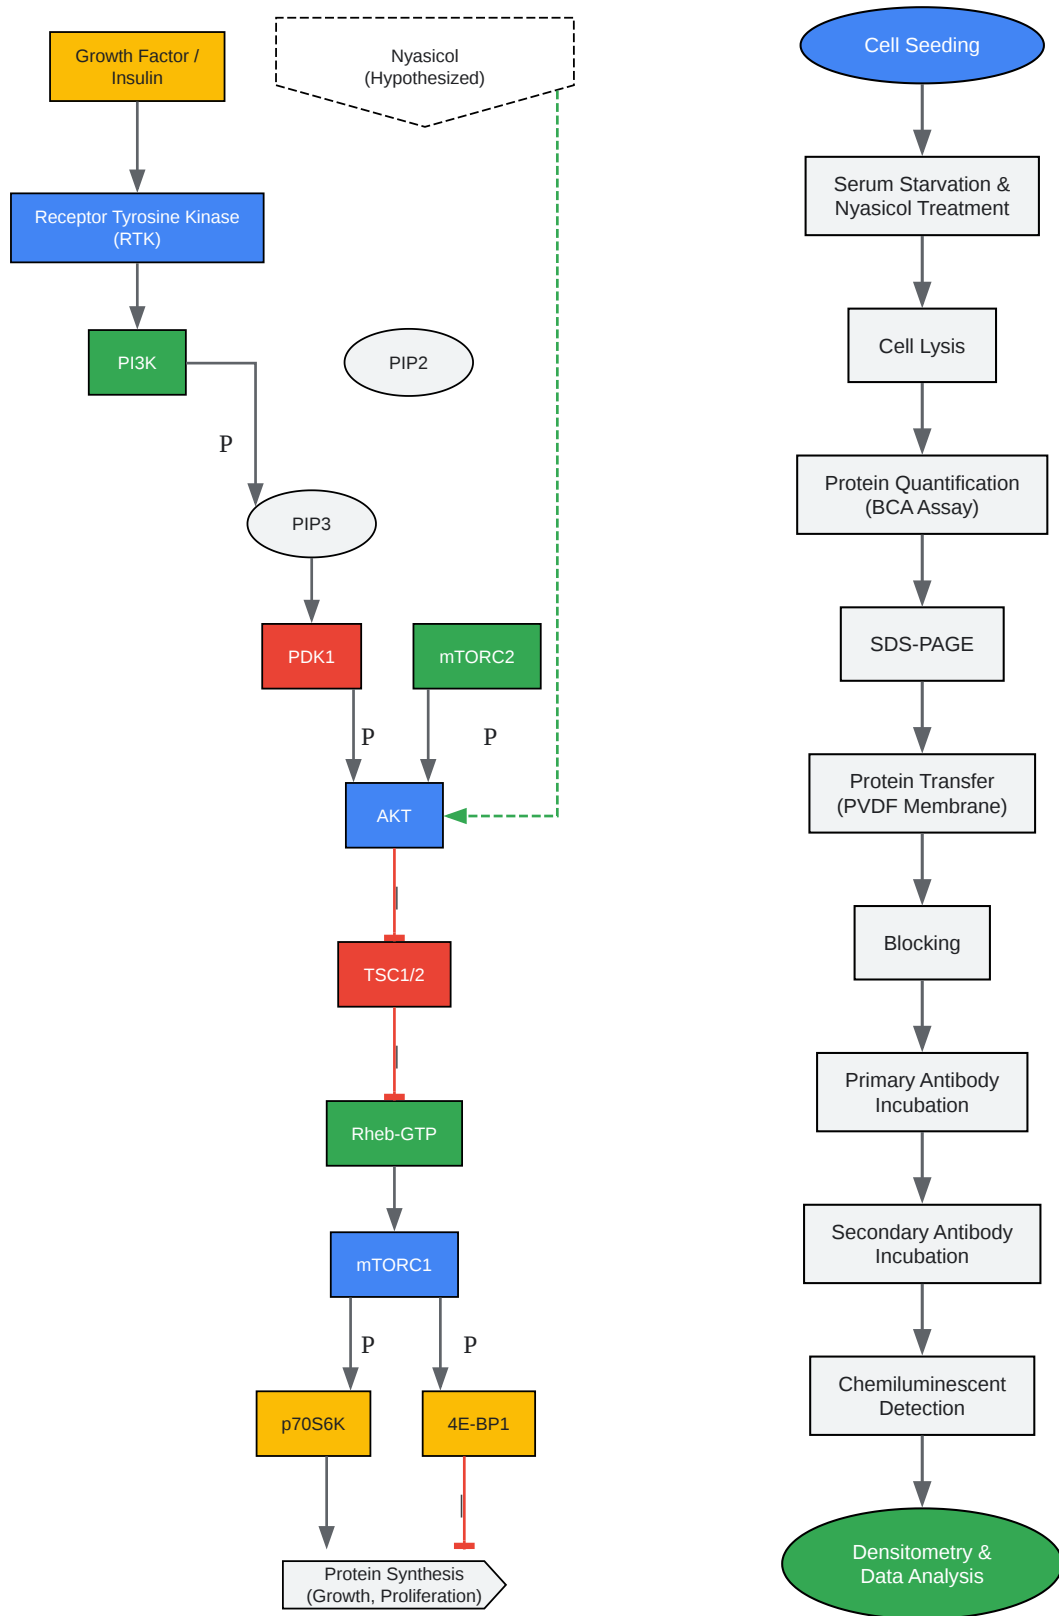 Growth Factor /
Insulin
Nyasicol
(Hypothesized)
Receptor Tyrosine Kinase
(RTK)
PI3K
PIP2
P
PIP3
PDK1
mTORC2
P
P
AKT
|
TSC1/2
|
Rheb-GTP
mTORC1
P
P
p70S6K
4E-BP1
|
Protein Synthesis
(Growth, Proliferation)
Cell Seeding
Serum Starvation &
Nyasicol Treatment
Cell Lysis
Protein Quantification
(BCA Assay)
SDS-PAGE
Protein Transfer
(PVDF Membrane)
Blocking
Primary Antibody
Incubation
Secondary Antibody
Incubation
Chemiluminescent
Detection
Densitometry &
Data Analysis